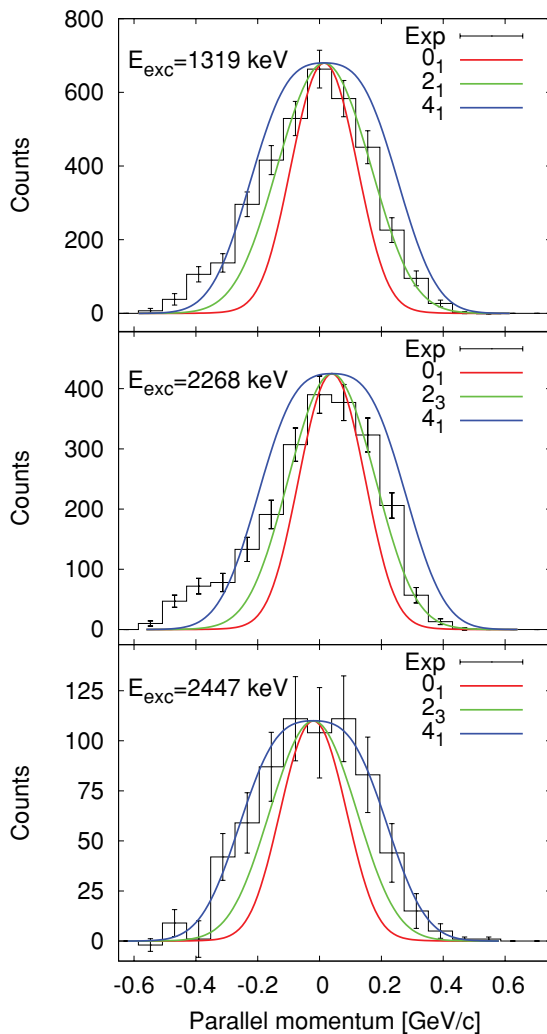 800
600
400
200
0
Counts
E_exc=1319 keV
Exp
0_1
2_1
4_1
400
300
200
100
0
Counts
E_exc=2268 keV
Exp
0_1
2_3
4_1
125
100
75
50
25
0
Counts
E_exc=2447 keV
Exp
0_1
2_3
4_1
-0.6 -0.4 -0.2 0 0.2 0.4 0.6
Parallel momentum [GeV/c]